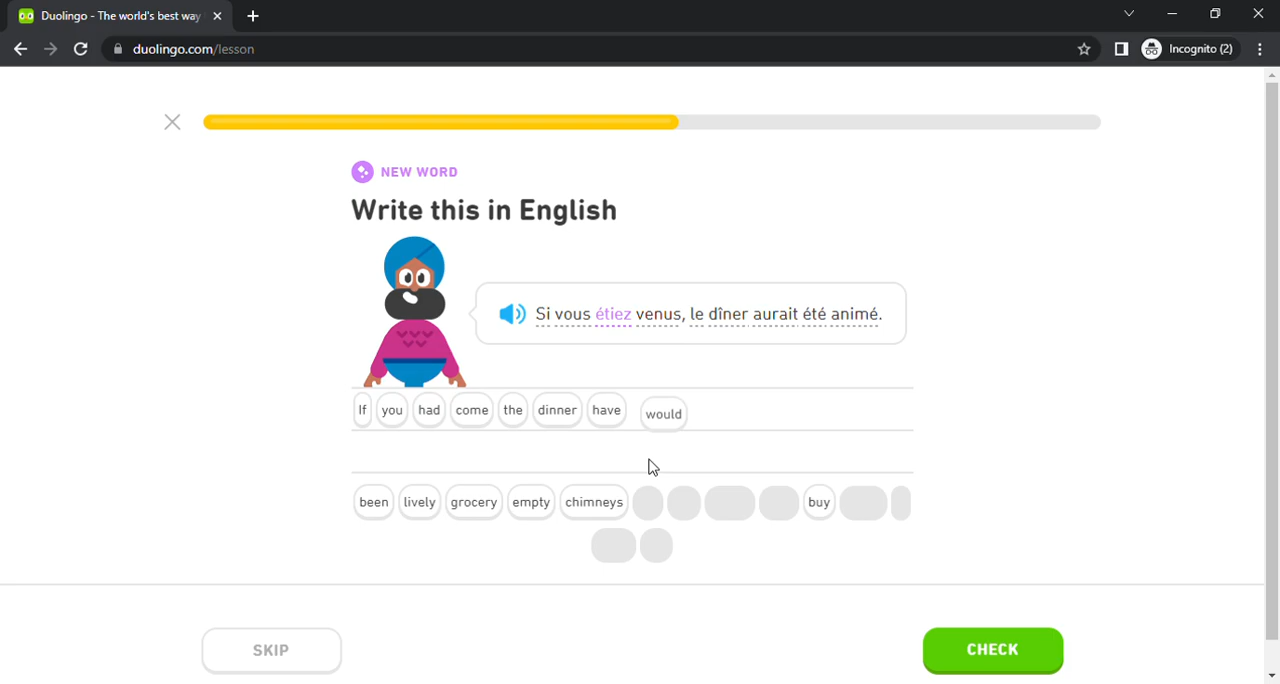 Duolingo - The world's best way
duolingo.com/lesson
Incognito (2)
NEW WORD
Write this in English
Si vous étiez venus, le dîner aurait été animé.
If you had come the dinner have would
been lively grocery empty chimneys buy
SKIP
CHECK